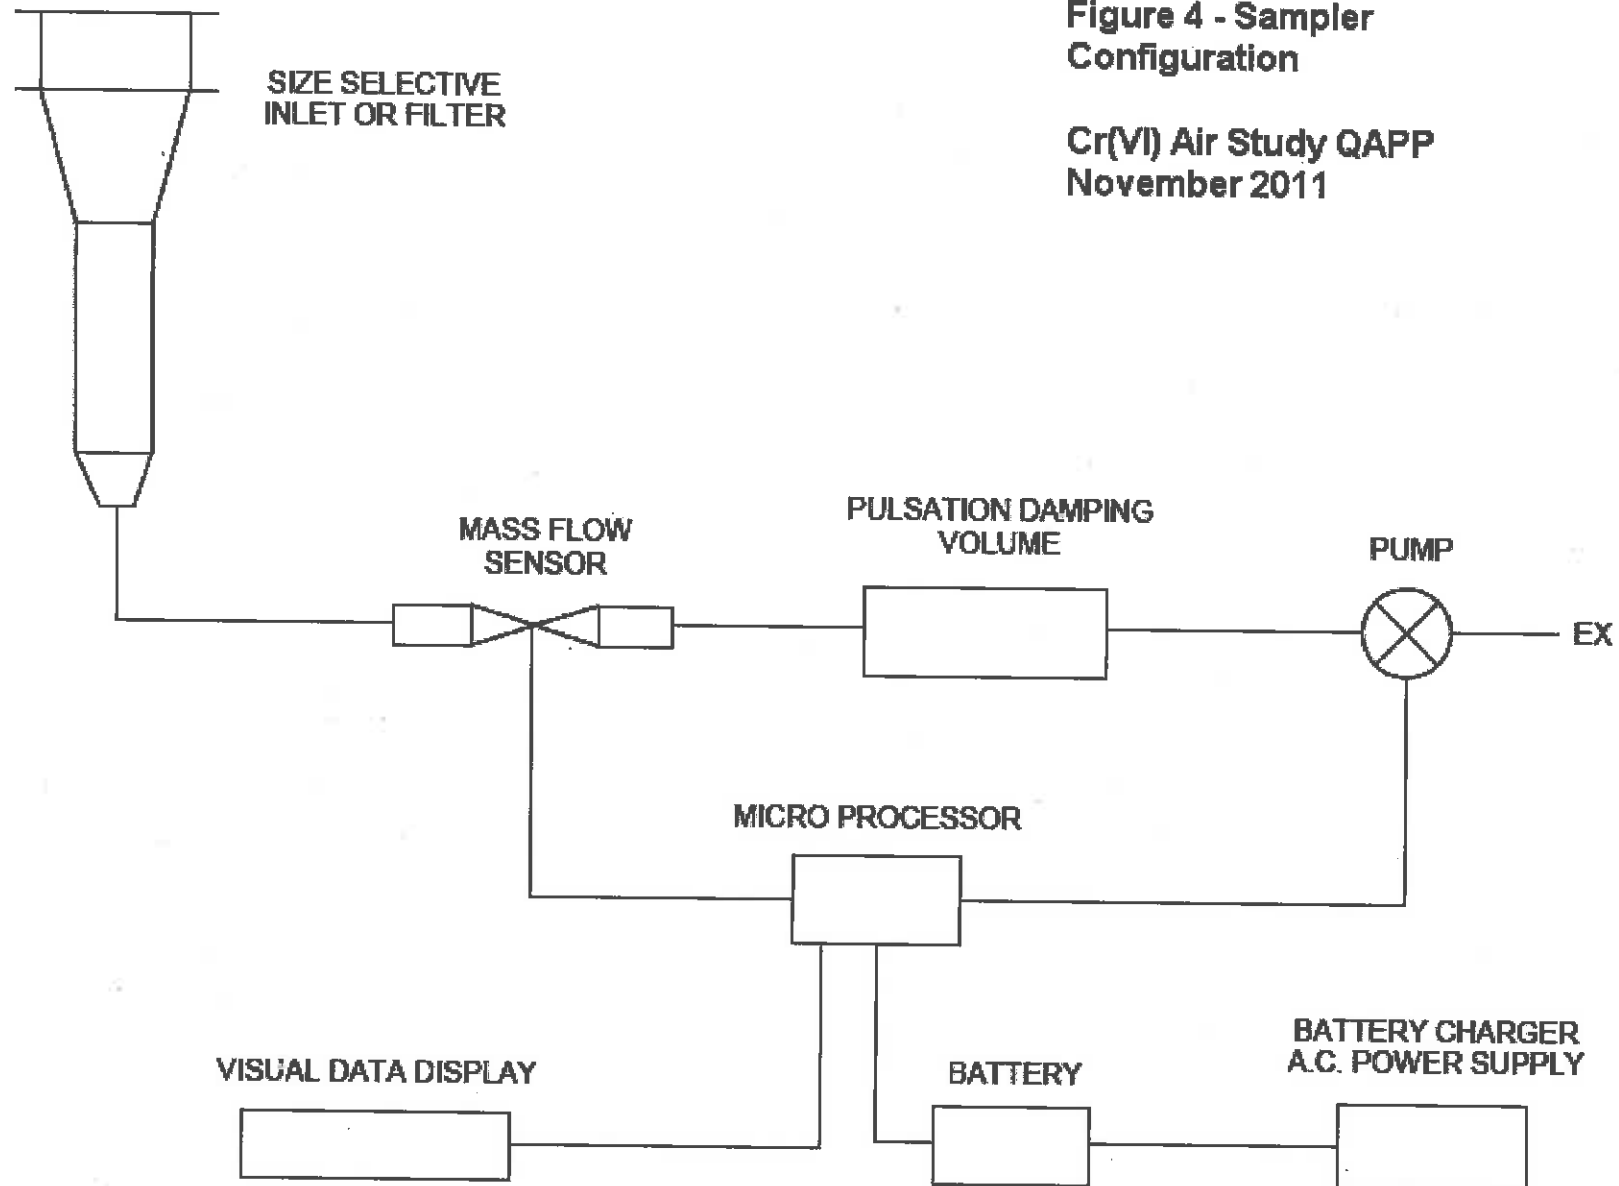 Figure 4 - Sampler
Configuration
Cr(VI) Air Study QAPP
November 2011
SIZE SELECTIVE
INLET OR FILTER
MASS FLOW
SENSOR
PULSATION DAMPING
VOLUME
PUMP
EX
MICRO PROCESSOR
VISUAL DATA DISPLAY
BATTERY
BATTERY CHARGER
A.C. POWER SUPPLY